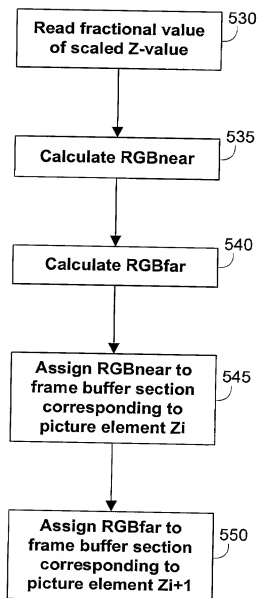 530
Read fractional value
of scaled Z-value
535
Calculate RGBnear
540
Calculate RGBfar
Assign RGBnear to
frame buffer section
corresponding to
picture element Zi
545
Assign RGBfar to
frame buffer section
corresponding to
picture element Zi+1
550